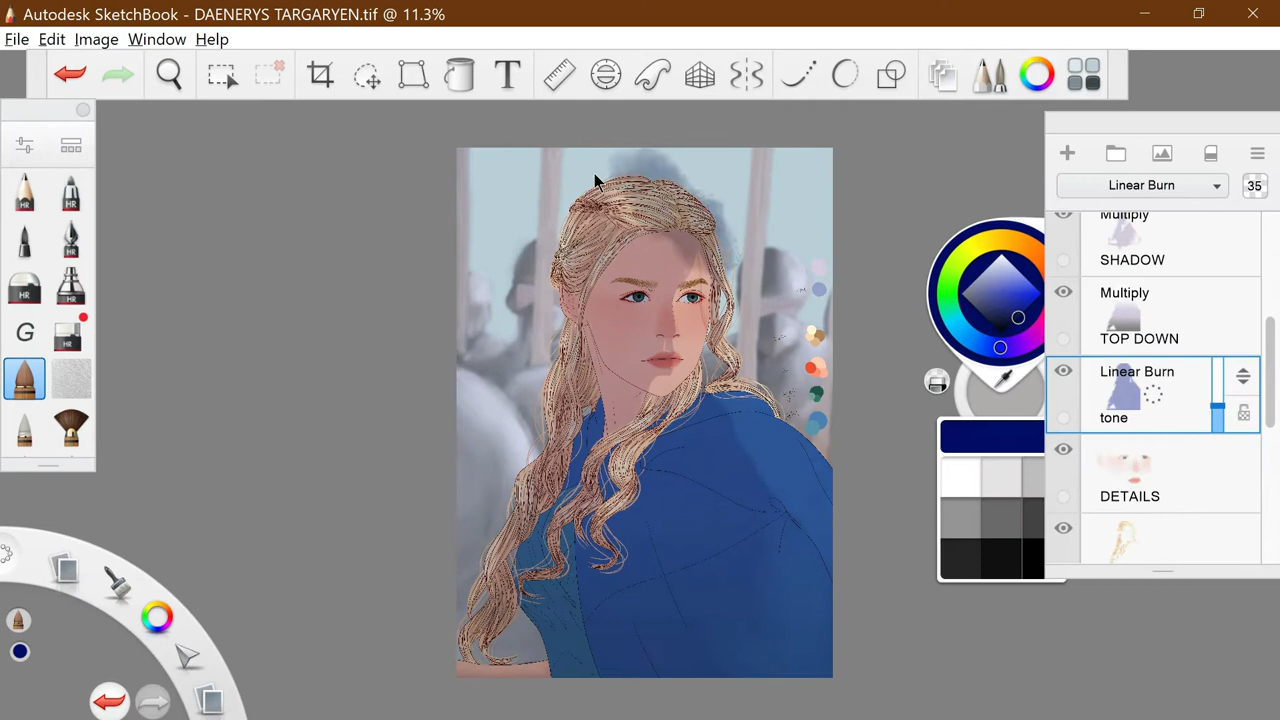 Autodesk SketchBook - DAENERYS TARGARYEN.tif @ 11.3%
File Edit Image Window Help
T
HR HR
HR
HR HR
G HR
Linear Burn 35
Multiply
SHADOW
Multiply
TOP DOWN
Linear Burn
tone
DETAILS